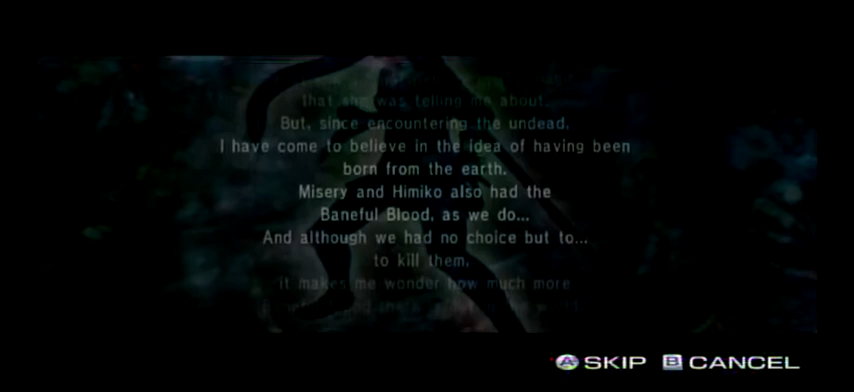 that she was telling me about.
But, since encountering the undead,
I have come to believe in the idea of having been
born from the earth.
Misery and Himiko also had the
Baneful Blood, as we do...
And although we had no choice but to...
to kill them,
it makes me wonder how much more
A SKIP B CANCEL